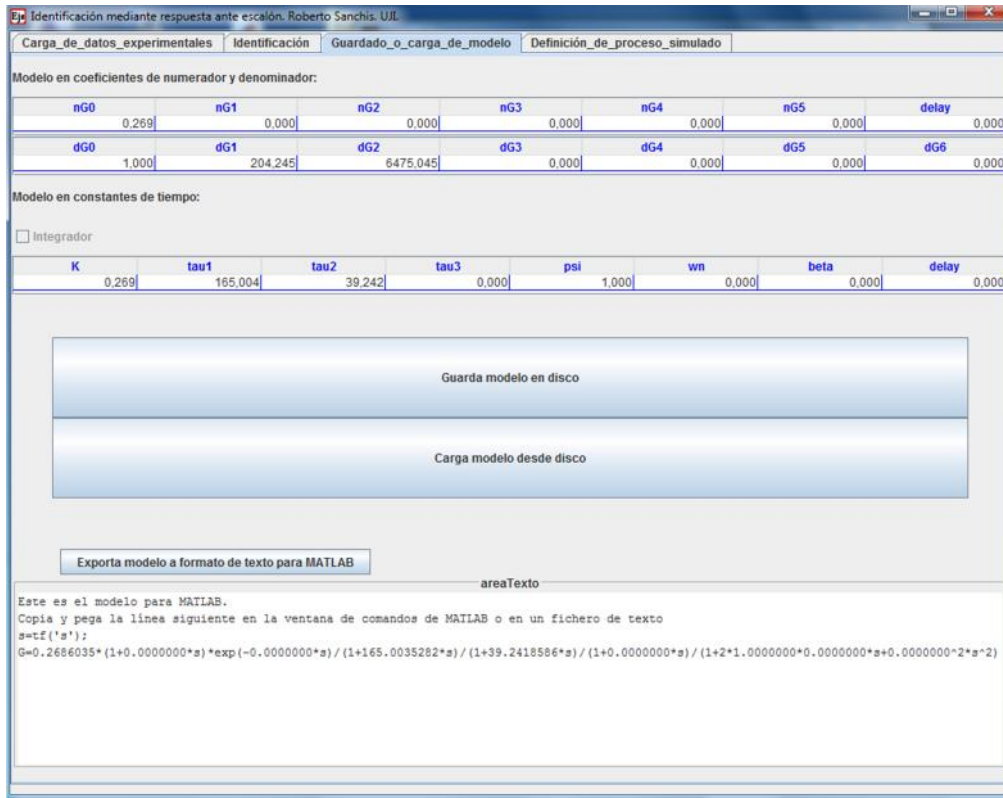 Identificación mediante respuesta ante escalón. Roberto Sanchis. UJI.
Carga_de_datos_experimentales Identificación Guardado_o_carga_de_modelo Definición_de_proceso_simulado
Modelo en coeficientes de numerador y denominador:
nG0 nG1 nG2 nG3 nG4 nG5 delay
0,269 0,000 0,000 0,000 0,000 0,000 0,000
dG0 dG1 dG2 dG3 dG4 dG5 dG6
1,000 204,245 6475,045 0,000 0,000 0,000 0,000
Modelo en constantes de tiempo:
Integrador
K tau1 tau2 tau3 psi wn beta delay
0,269 165,004 39,242 0,000 1,000 0,000 0,000 0,000
Guarda modelo en disco
Carga modelo desde disco
Exporta modelo a formato de texto para MATLAB
areaTexto
Este es el modelo para MATLAB.
Copia y pega la línea siguiente en la ventana de comandos de MATLAB o en un fichero de texto
s=tf('s');
G=0.2686035*(1+0.0000000*s)*exp(-0.0000000*s)/(1+165.0035282*s)/(1+39.2418586*s)/(1+0.0000000*s)/(1+2*1.0000000*0.0000000*s+0.0000000^2*s^2)